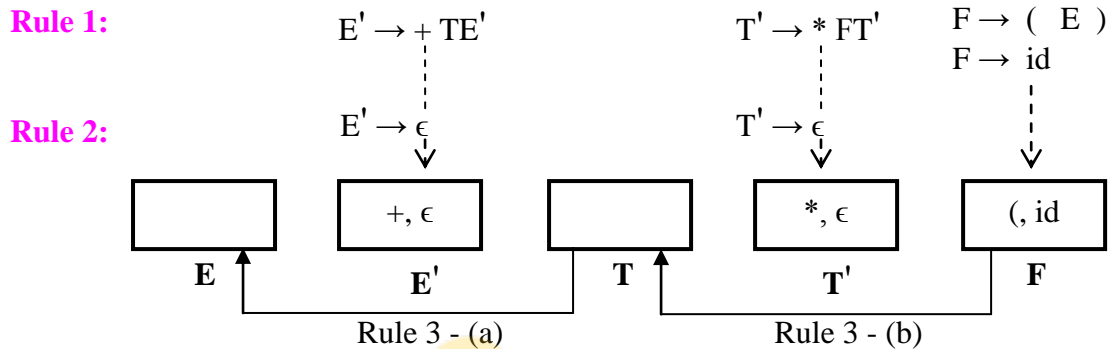 Rule 1: E' → + TE' T' → * FT' F → ( E )
F → id
Rule 2: E' → ϵ T' → ϵ
+, ϵ *, ϵ (, id
E E' T T' F
Rule 3 - (a) Rule 3 - (b)